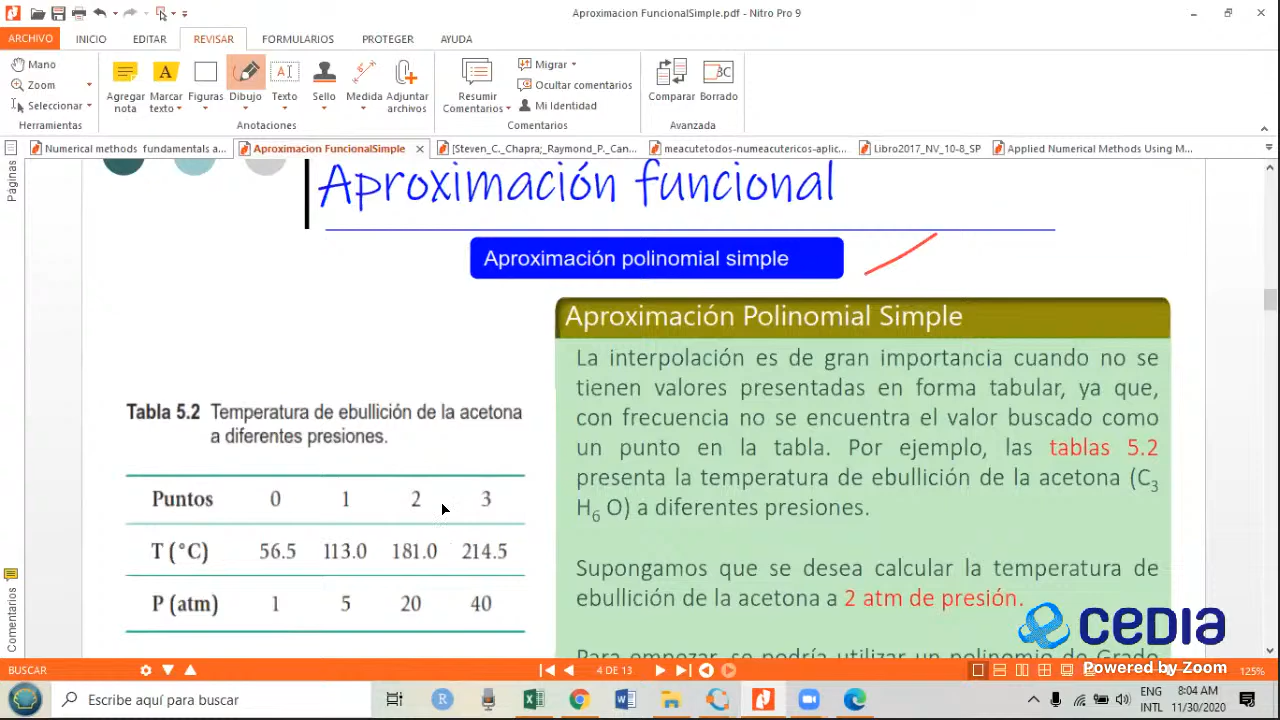 Aproximacion FuncionalSimple.pdf - Nitro Pro 9
ARCHIVO INICIO EDITAR REVISAR FORMULARIOS PROTEGER AYUDA
Mano
Zoom
Seleccionar
Herramientas
Agregar nota
Marcar texto
Figuras
Dibujo
Texto
Sello
Medida
Adjuntar archivos
Anotaciones
Resumir Comentarios
Migrar
Ocultar comentarios
Mi Identidad
Comentarios
Comparar
Borrado
Avanzada
Numerical methods fundamentals a...
Aproximacion FuncionalSimple
[Steven_C._Chapra;_Raymond_P._Can...
meacutetodos-numeacutericos-aplic...
Libro2017_NV_10-8_SP
Applied Numerical Methods Using M...
Páginas
Aproximación funcional
Aproximación polinomial simple
Tabla 5.2 Temperatura de ebullición de la acetona
a diferentes presiones.
Puntos 0 1 2 3
T (°C) 56.5 113.0 181.0 214.5
P (atm) 1 5 20 40
Aproximación Polinomial Simple
La interpolación es de gran importancia cuando no se
tienen valores presentadas en forma tabular, ya que,
con frecuencia no se encuentra el valor buscado como
un punto en la tabla. Por ejemplo, las tablas 5.2
presenta la temperatura de ebullición de la acetona (C3
H6 O) a diferentes presiones.
Supongamos que se desea calcular la temperatura de
ebullición de la acetona a 2 atm de presión.
Para empezar, se podría utilizar un polinomio de Grado
Comentarios
cedia
Powered by Zoom
BUSCAR
4 DE 13
125%
Escribe aquí para buscar
ENG
INTL
8:04 AM
11/30/2020